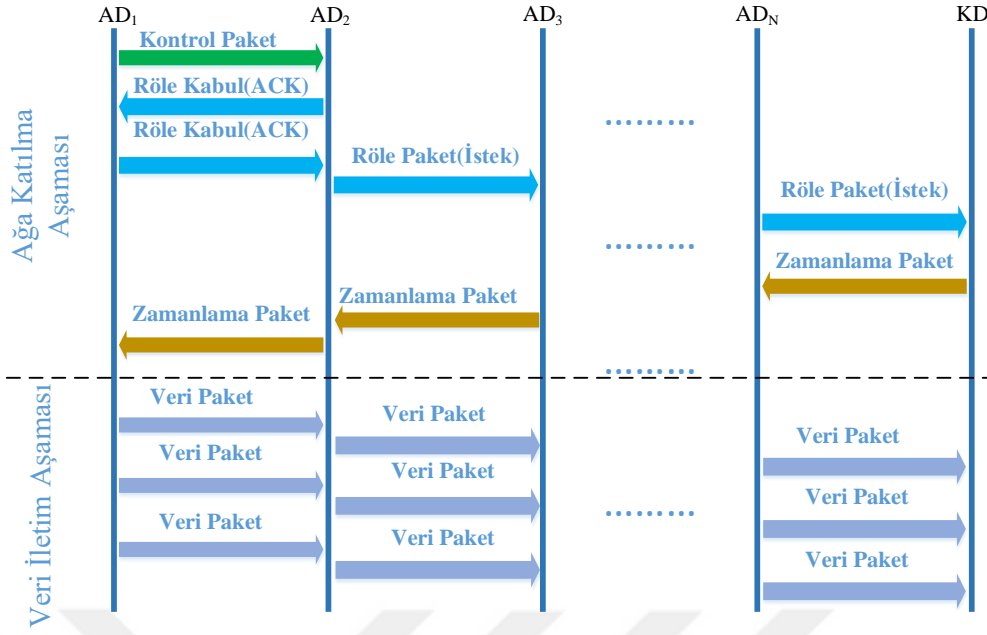 AD₁ AD₂ AD₃ AD_N KD
Kontrol Paket
Röle Kabul(ACK)
Röle Kabul(ACK)
Röle Paket(İstek)
Röle Paket(İstek)
Zamanlama Paket
Zamanlama Paket
Zamanlama Paket
Ağa Katılma
Aşaması
Veri Paket
Veri Paket
Veri Paket
Veri Paket
Veri Paket
Veri Paket
Veri Paket
Veri Paket
Veri Paket
Veri İletim Aşaması